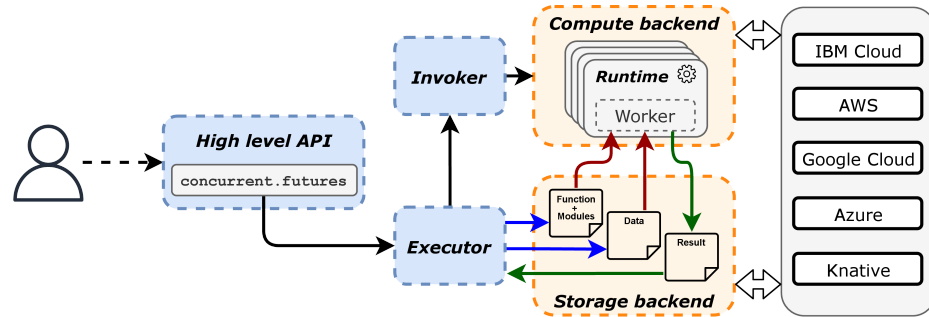 High level API
concurrent.futures
Invoker
Executor
Compute backend
Runtime
Worker
Function
+
Modules
Data
Result
Storage backend
IBM Cloud
AWS
Google Cloud
Azure
Knative